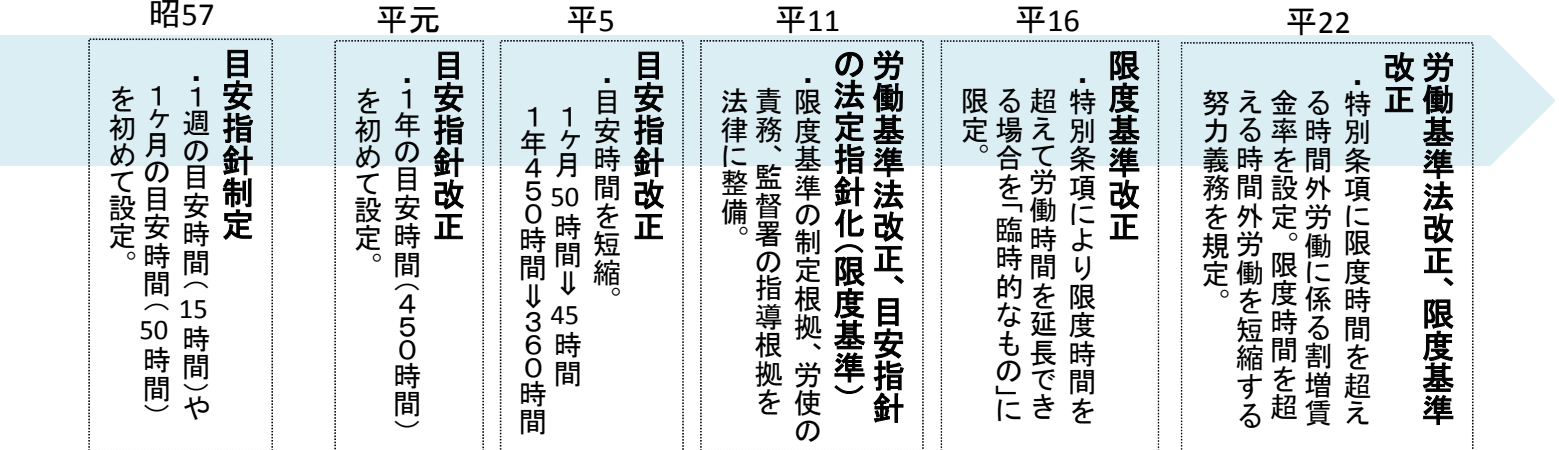 昭57
目安指針制定
・1週の目安時間（15時間）や
1ヶ月の目安時間（50時間）
を初めて設定。
平元
目安指針改正
・1年の目安時間（450時間）
を初めて設定。
平5
目安指針改正
・目安時間を短縮。
1ヶ月50時間⇓45時間
1年450時間⇓360時間
平11
労働基準法改正、目安指針
の法定指針化（限度基準）
・限度基準の制定根拠、労使の
責務、監督署の指導根拠を
法律に整備。
平16
限度基準改正
・特別条項により限度時間を
超えて労働時間を延長でき
る場合を「臨時的なもの」に
限定。
平22
労働基準法改正、限度基準
改正
・特別条項に限度時間を超え
る時間外労働に係る割増賃
金率を設定。限度時間を超
える時間外労働を短縮する
努力義務を規定。